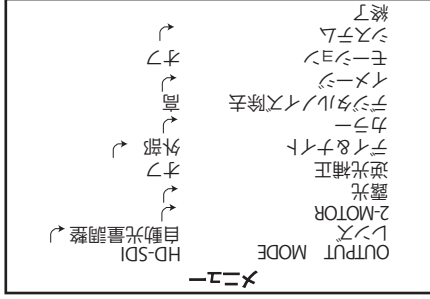 メニュー
OUTPUT MODE HD-SDI
レンズ 自動光量調整 ↵
2-MOTOR ↵
露光 ↵
逆光補正 オフ
ディ&ナイト 外部 ↵
カラー ↵
デジタルノイズ除去 高
イメージ ↵
モーション オフ
システム ↵
終了